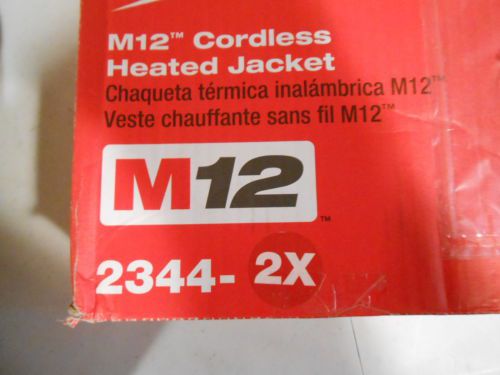 M12™ Cordless
Heated Jacket
Chaqueta térmica inalámbrica M12™
Veste chauffante sans fil M12™
M12™
2344- 2X